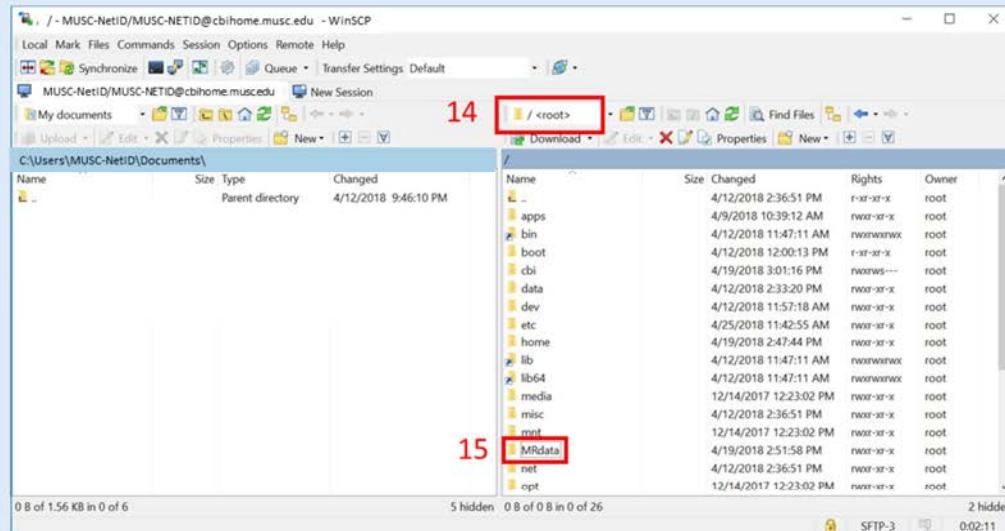 / - MUSC-NetID/MUSC-NETID@cbihome.musc.edu - WinSCP
Local Mark Files Commands Session Options Remote Help
Synchronize Queue Transfer Settings Default
MUSC-NetID/MUSC-NETID@cbihome.musc.edu New Session
My documents 14 / <root> Find Files
Upload Edit Properties New Download Edit Properties New
C:\Users\MUSC-NetID\Documents\ /
Name Size Type Changed Name Size Changed Rights Owner
.. Parent directory 4/12/2018 9:46:10 PM .. 4/12/2018 2:36:51 PM r-xr-xr-x root
apps 4/9/2018 10:39:12 AM rwxr-xr-x root
bin 4/12/2018 11:47:11 AM rwxrwxrwx root
boot 4/12/2018 12:00:13 PM r-xr-xr-x root
cbi 4/19/2018 3:01:16 PM rwxrws--- root
data 4/12/2018 2:33:20 PM rwxr-xr-x root
dev 4/12/2018 11:57:18 AM rwxr-xr-x root
etc 4/25/2018 11:42:55 AM rwxr-xr-x root
home 4/19/2018 2:47:44 PM rwxr-xr-x root
lib 4/12/2018 11:47:11 AM rwxrwxrwx root
lib64 4/12/2018 11:47:11 AM rwxrwxrwx root
media 12/14/2017 12:23:02 PM rwxr-xr-x root
misc 4/12/2018 2:36:51 PM rwxr-xr-x root
mnt 12/14/2017 12:23:02 PM rwxr-xr-x root
15 MRdata 4/19/2018 2:51:58 PM rwxr-xr-x root
net 4/12/2018 2:36:51 PM rwxr-xr-x root
opt 12/14/2017 12:23:02 PM rwxr-xr-x root
0 B of 1.56 KB in 0 of 6 5 hidden 0 B of 0 B in 0 of 26 2 hidde
SFTP-3 0:02:11